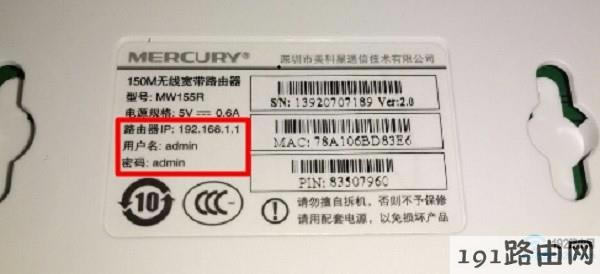 MERCURY
深圳市美科星通信技术有限公司
150M无线宽带路由器
型号: MW155R
电源规格: 5V 0.6A
路由器IP: 192.168.1.1
用户名: admin
密码: admin
SN: 13920707189 Ver:2.0
MAC: 78A106BD83E6
PIN: 83507960
10
CCC
请勿擅自拆机,否则不予保修
请用配套电源,以免损坏产品
191路由网